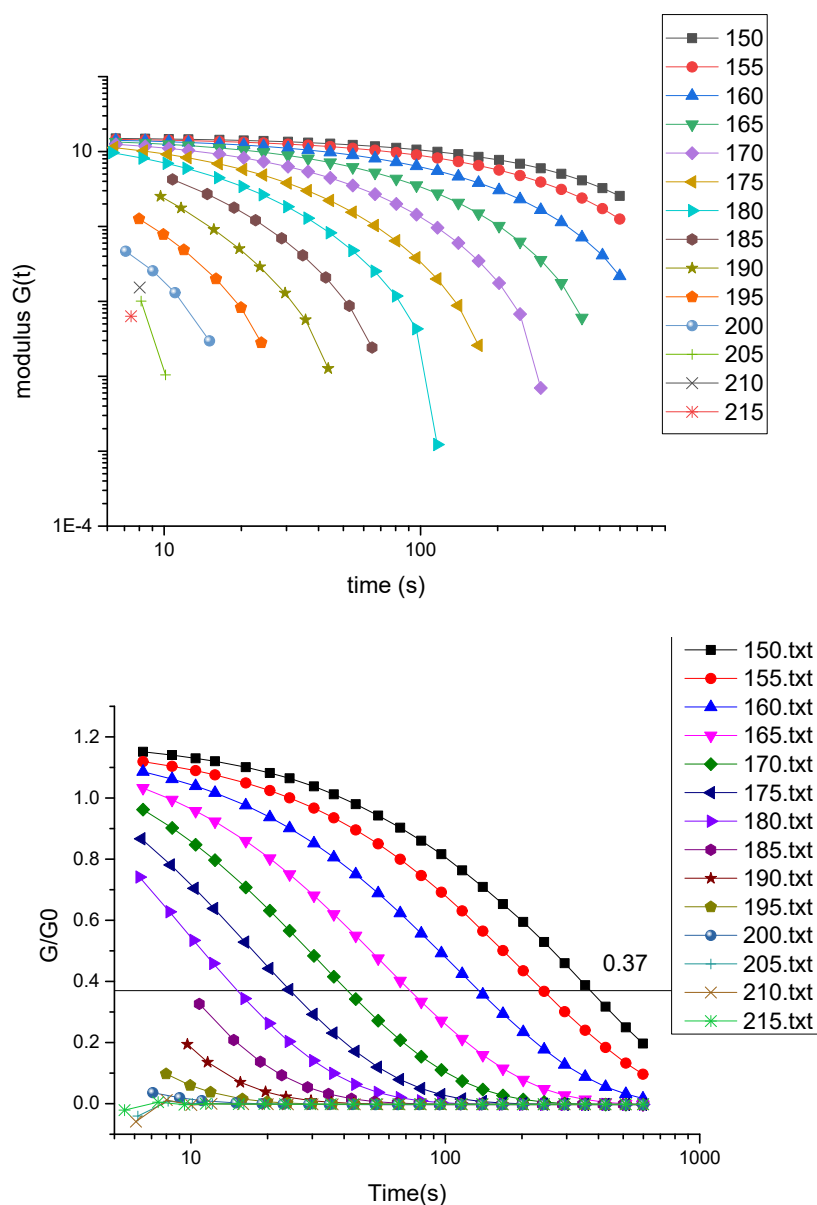 150
155
160
165
170
175
180
185
190
195
200
205
210
215
10
1E-4
modulus G(t)
10
100
time (s)
150.txt
155.txt
160.txt
165.txt
170.txt
175.txt
180.txt
185.txt
190.txt
195.txt
200.txt
205.txt
210.txt
215.txt
1.2
1.0
0.8
0.6
0.4
0.2
0.0
G/G0
0.37
10
100
1000
Time(s)